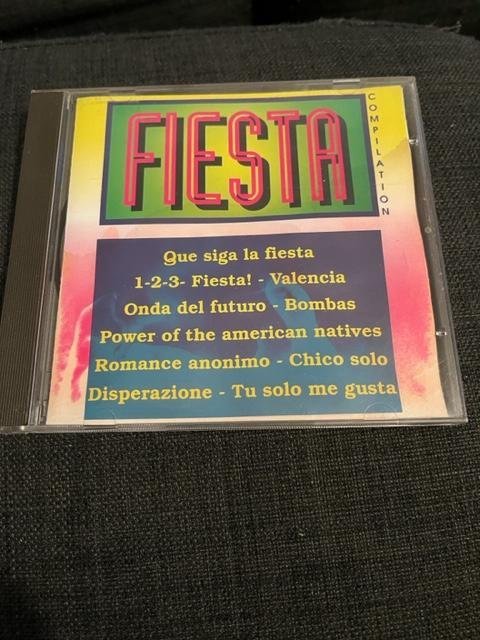 FIESTA
COMPILATION
Que siga la fiesta
1-2-3- Fiesta! - Valencia
Onda del futuro - Bombas
Power of the american natives
Romance anonimo - Chico solo
Disperazione - Tu solo me gusta